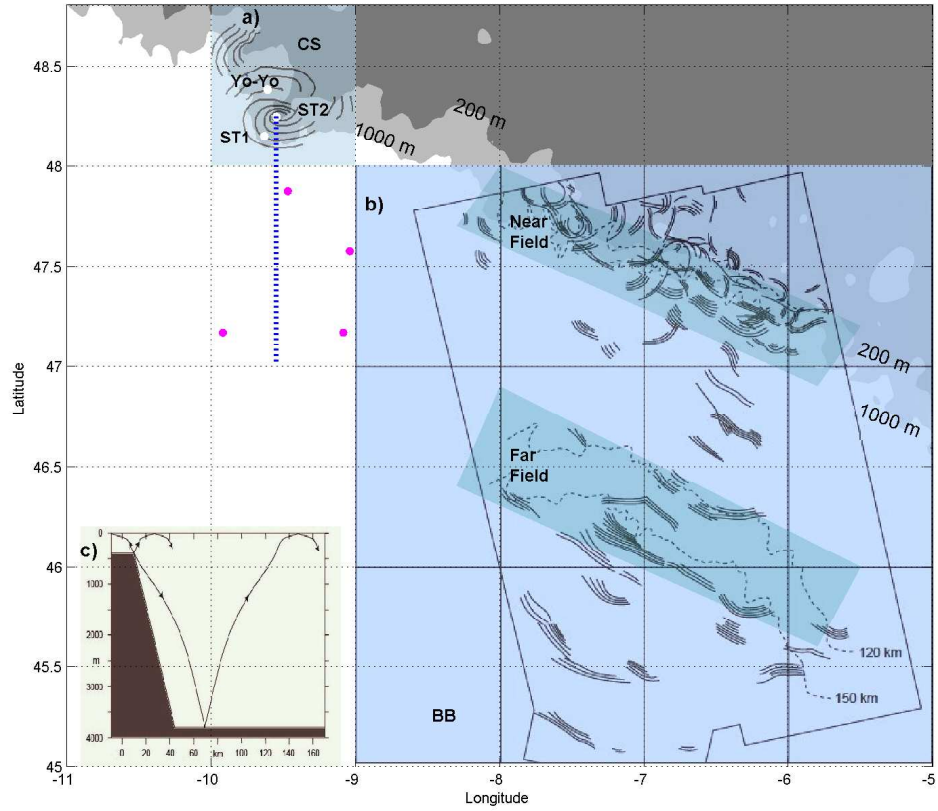 a)
CS
48.5
Yo-Yo
200 m
ST2
ST1
1000 m
48
b)
Near
Field
47.5
200 m
47
1000 m
Latitude
46.5
Far
Field
c)
0
1000
46
2000
m
3000
45.5
120 km
150 km
4000
BB
0 20 40 60 km 80 100 120 140 160
45
-11 -10 -9 -8 -7 -6 -5
Longitude